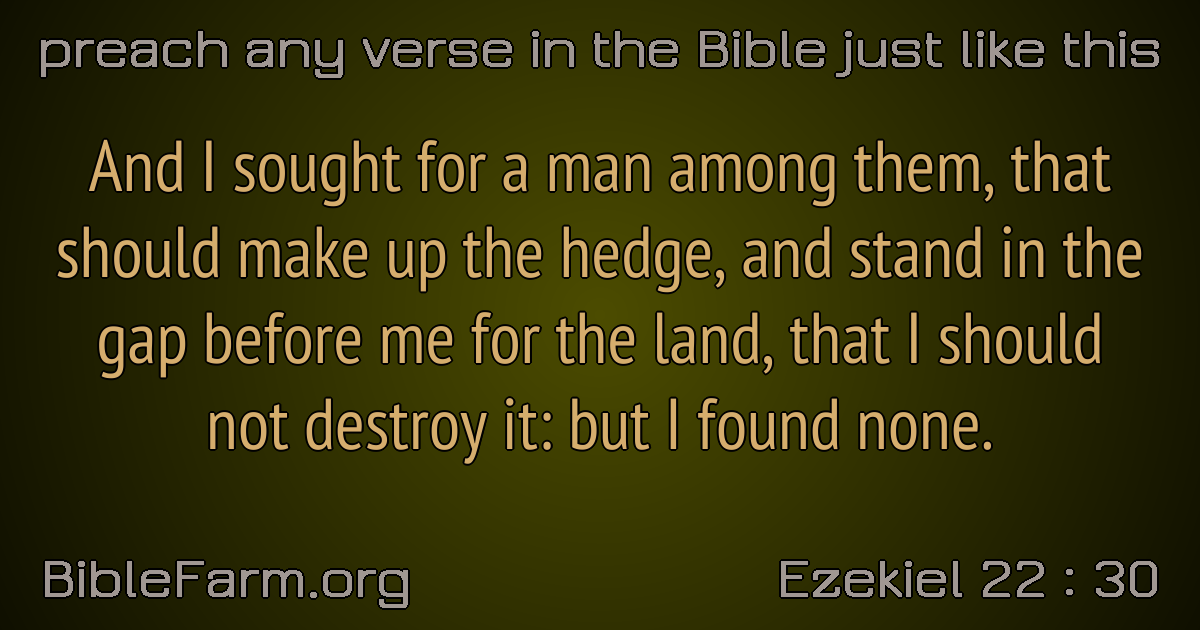 preach any verse in the Bible just like this
And I sought for a man among them, that
should make up the hedge, and stand in the
gap before me for the land, that I should
not destroy it: but I found none.
BibleFarm.org
Ezekiel 22 : 30